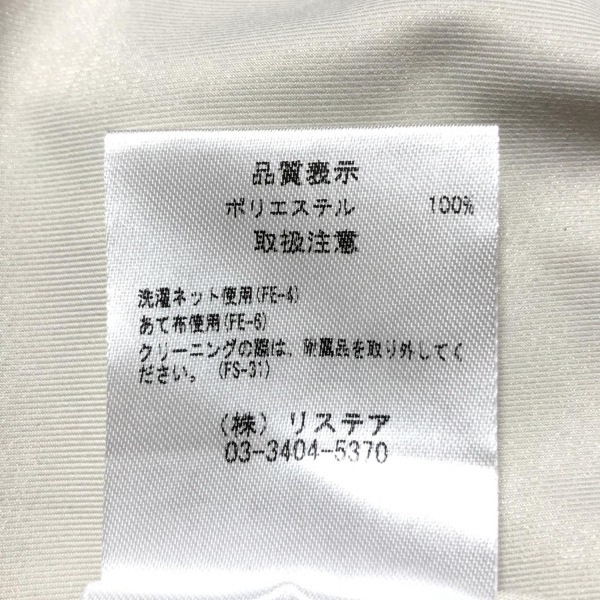 品質表示
ポリエステル 100%
取扱注意
洗濯ネット使用(FE-4)
あて布使用(FE-6)
クリーニングの際は、附属品を取り外してく
ださい。(FS-31)
(株) リステア
03-3404-5370